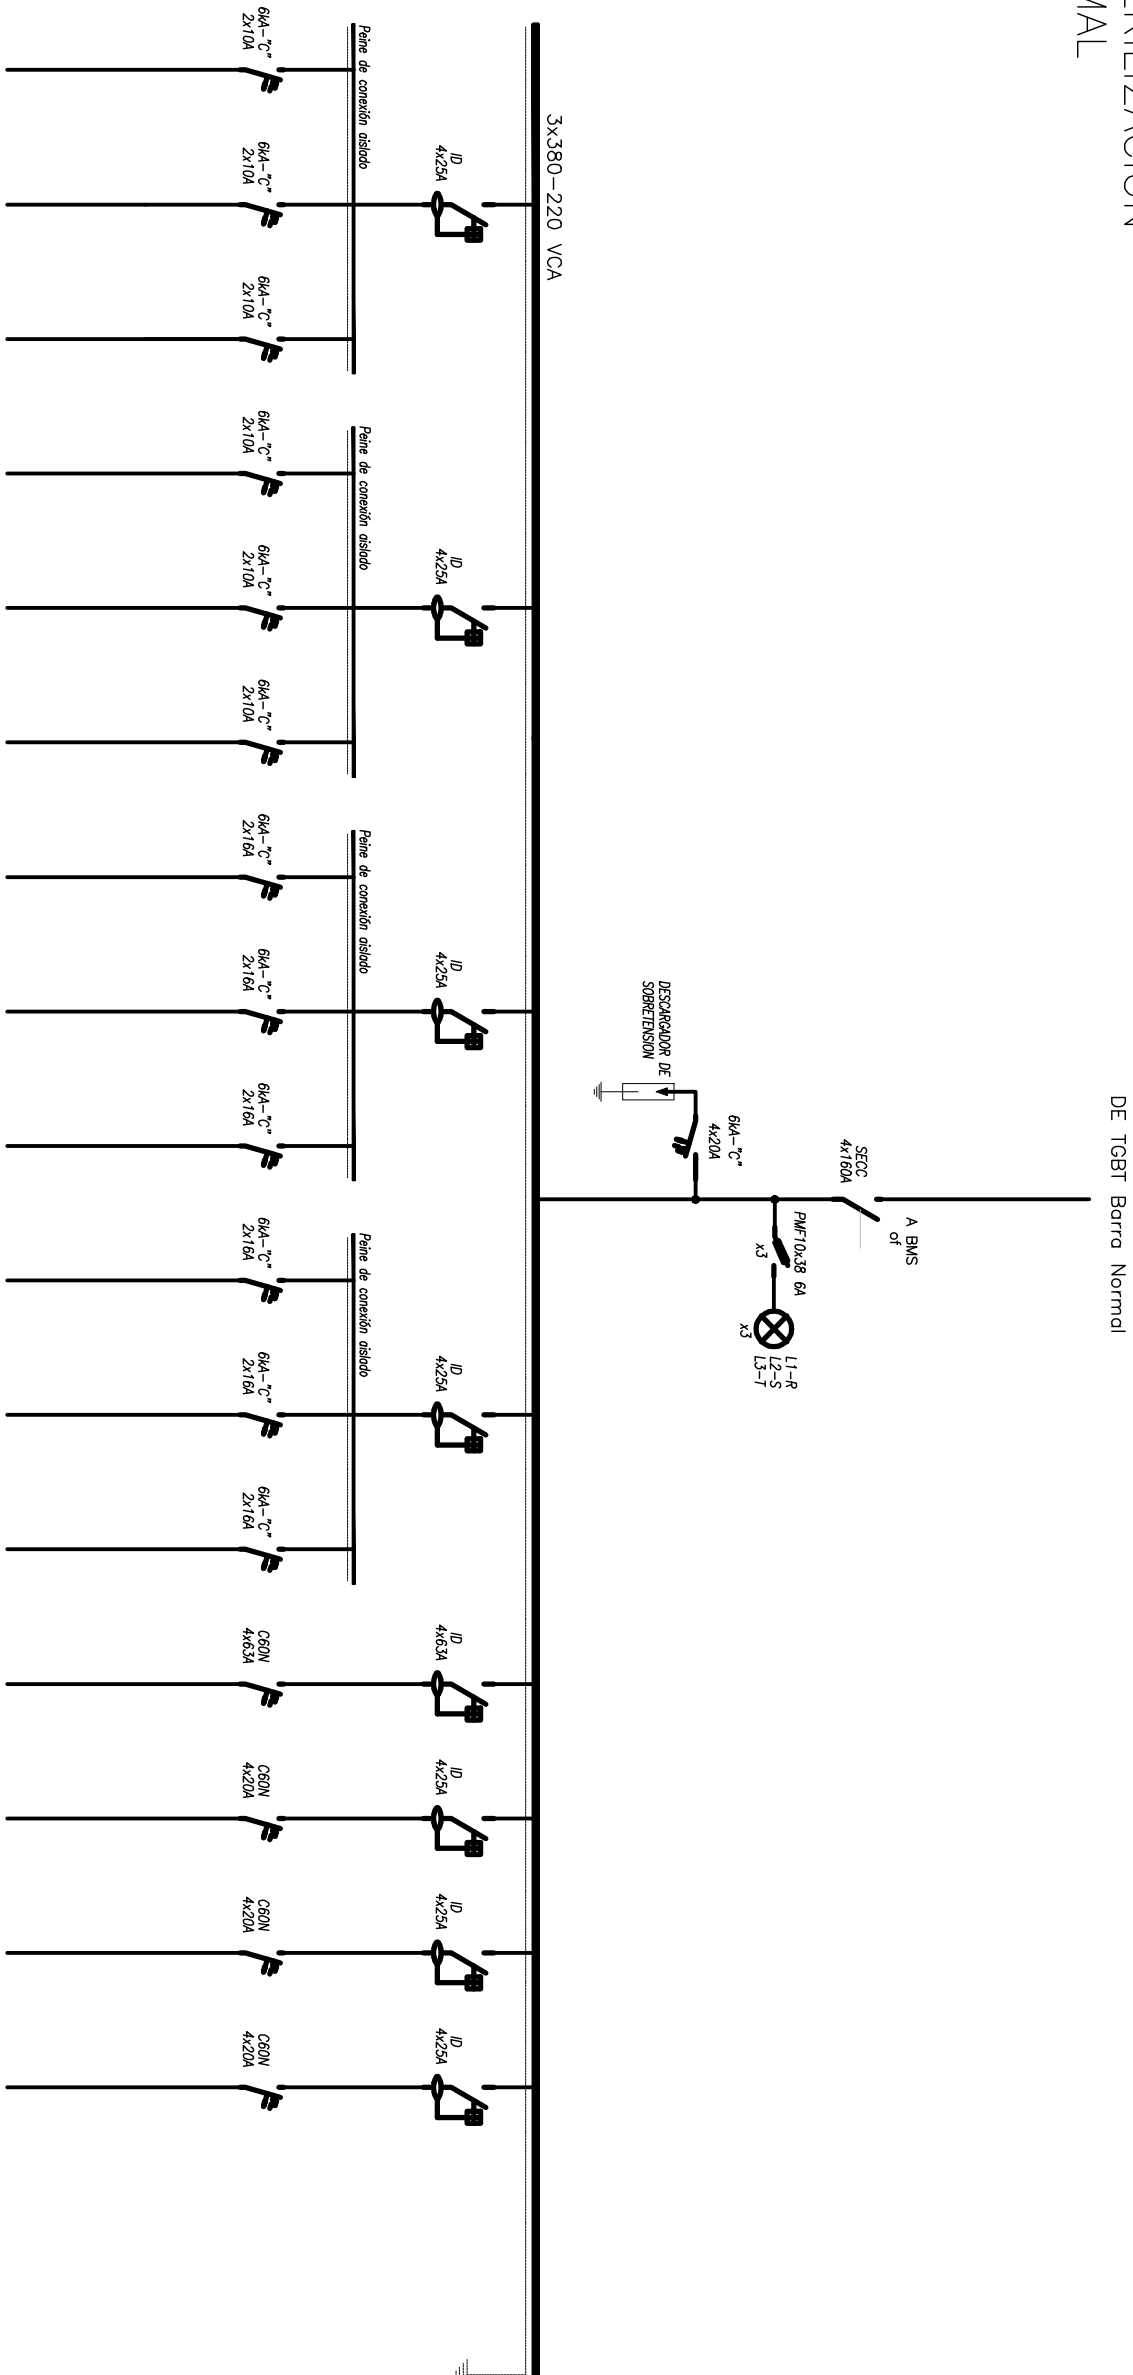 MAL
DE TGBT Barra Normal
A BMS
of
SECC
4x160A
PMF10x38 6A
x3
x3
L1-R
L2-S
L3-T
6kA-"C"
4x20A
DESCARGADOR DE
SOBRETENSION
3x380-220 VCA
ID
4x25A
ID
4x25A
ID
4x25A
ID
4x25A
ID
4x63A
ID
4x25A
ID
4x25A
ID
4x25A
Peine de conexión aislado
Peine de conexión aislado
Peine de conexión aislado
Peine de conexión aislado
6kA-"C"
2x10A
6kA-"C"
2x10A
6kA-"C"
2x10A
6kA-"C"
2x10A
6kA-"C"
2x10A
6kA-"C"
2x10A
6kA-"C"
2x16A
6kA-"C"
2x16A
6kA-"C"
2x16A
6kA-"C"
2x16A
6kA-"C"
2x16A
6kA-"C"
2x16A
C60N
4x63A
C60N
4x20A
C60N
4x20A
C60N
4x20A